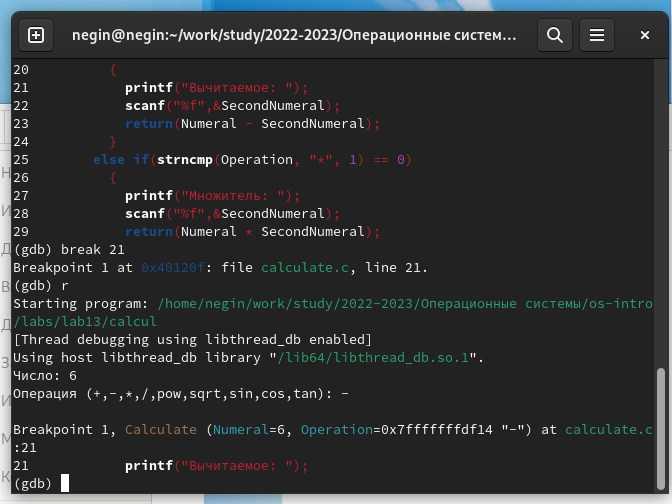 negin@negin:~/work/study/2022-2023/Операционные систем…
20            {
21              printf("Вычитаемое: ");
22              scanf("%f",&SecondNumeral);
23              return(Numeral - SecondNumeral);
24            }
25          else if(strncmp(Operation, "*", 1) == 0)
26            {
27              printf("Множитель: ");
28              scanf("%f",&SecondNumeral);
29              return(Numeral * SecondNumeral);
(gdb) break 21
Breakpoint 1 at 0x40120f: file calculate.c, line 21.
(gdb) r
Starting program: /home/negin/work/study/2022-2023/Операционные системы/os-intro
/labs/lab13/calcul
[Thread debugging using libthread_db enabled]
Using host libthread_db library "/lib64/libthread_db.so.1".
Число: 6
Операция (+,-,*,/,pow,sqrt,sin,cos,tan): -
Breakpoint 1, Calculate (Numeral=6, Operation=0x7fffffffdf14 "-") at calculate.c
:21
21              printf("Вычитаемое: ");
(gdb)